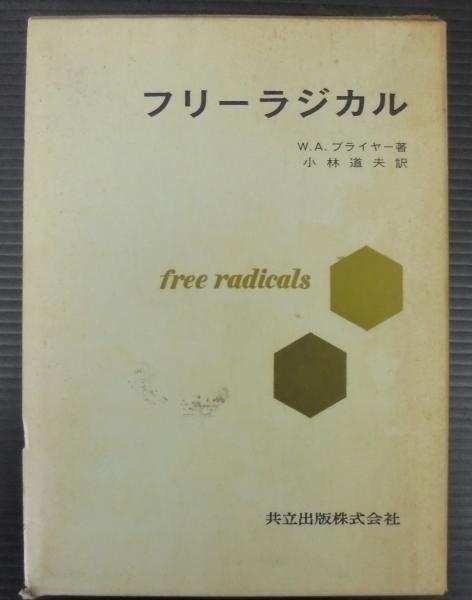 フリーラジカル
W.A. プライヤー著
小林道夫訳
free radicals
共立出版株式会社